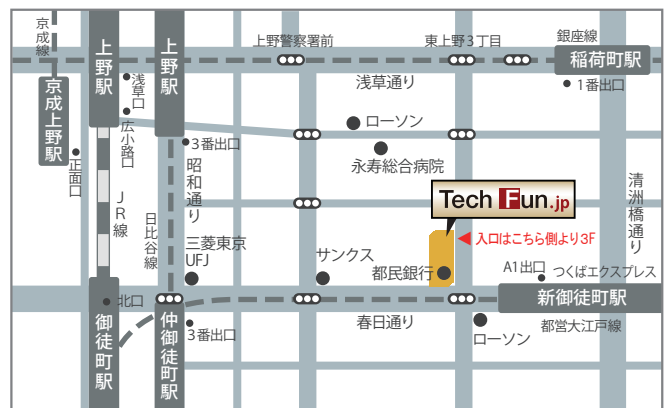 京成線
上野駅
上野駅
上野警察署前
東上野3丁目
銀座線
稲荷町駅
浅草口
浅草通り
1番出口
京成上野駅
広小路口
ローソン
3番出口
永寿総合病院
正面口
JR線
昭和通り
日比谷線
清洲橋通り
Tech Fun.jp
入口はこちら側より3F
三菱東京
UFJ
サンクス
都民銀行
A1出口
つくばエクスプレス
北口
新御徒町駅
御徒町駅
仲御徒町駅
3番出口
春日通り
ローソン
都営大江戸線